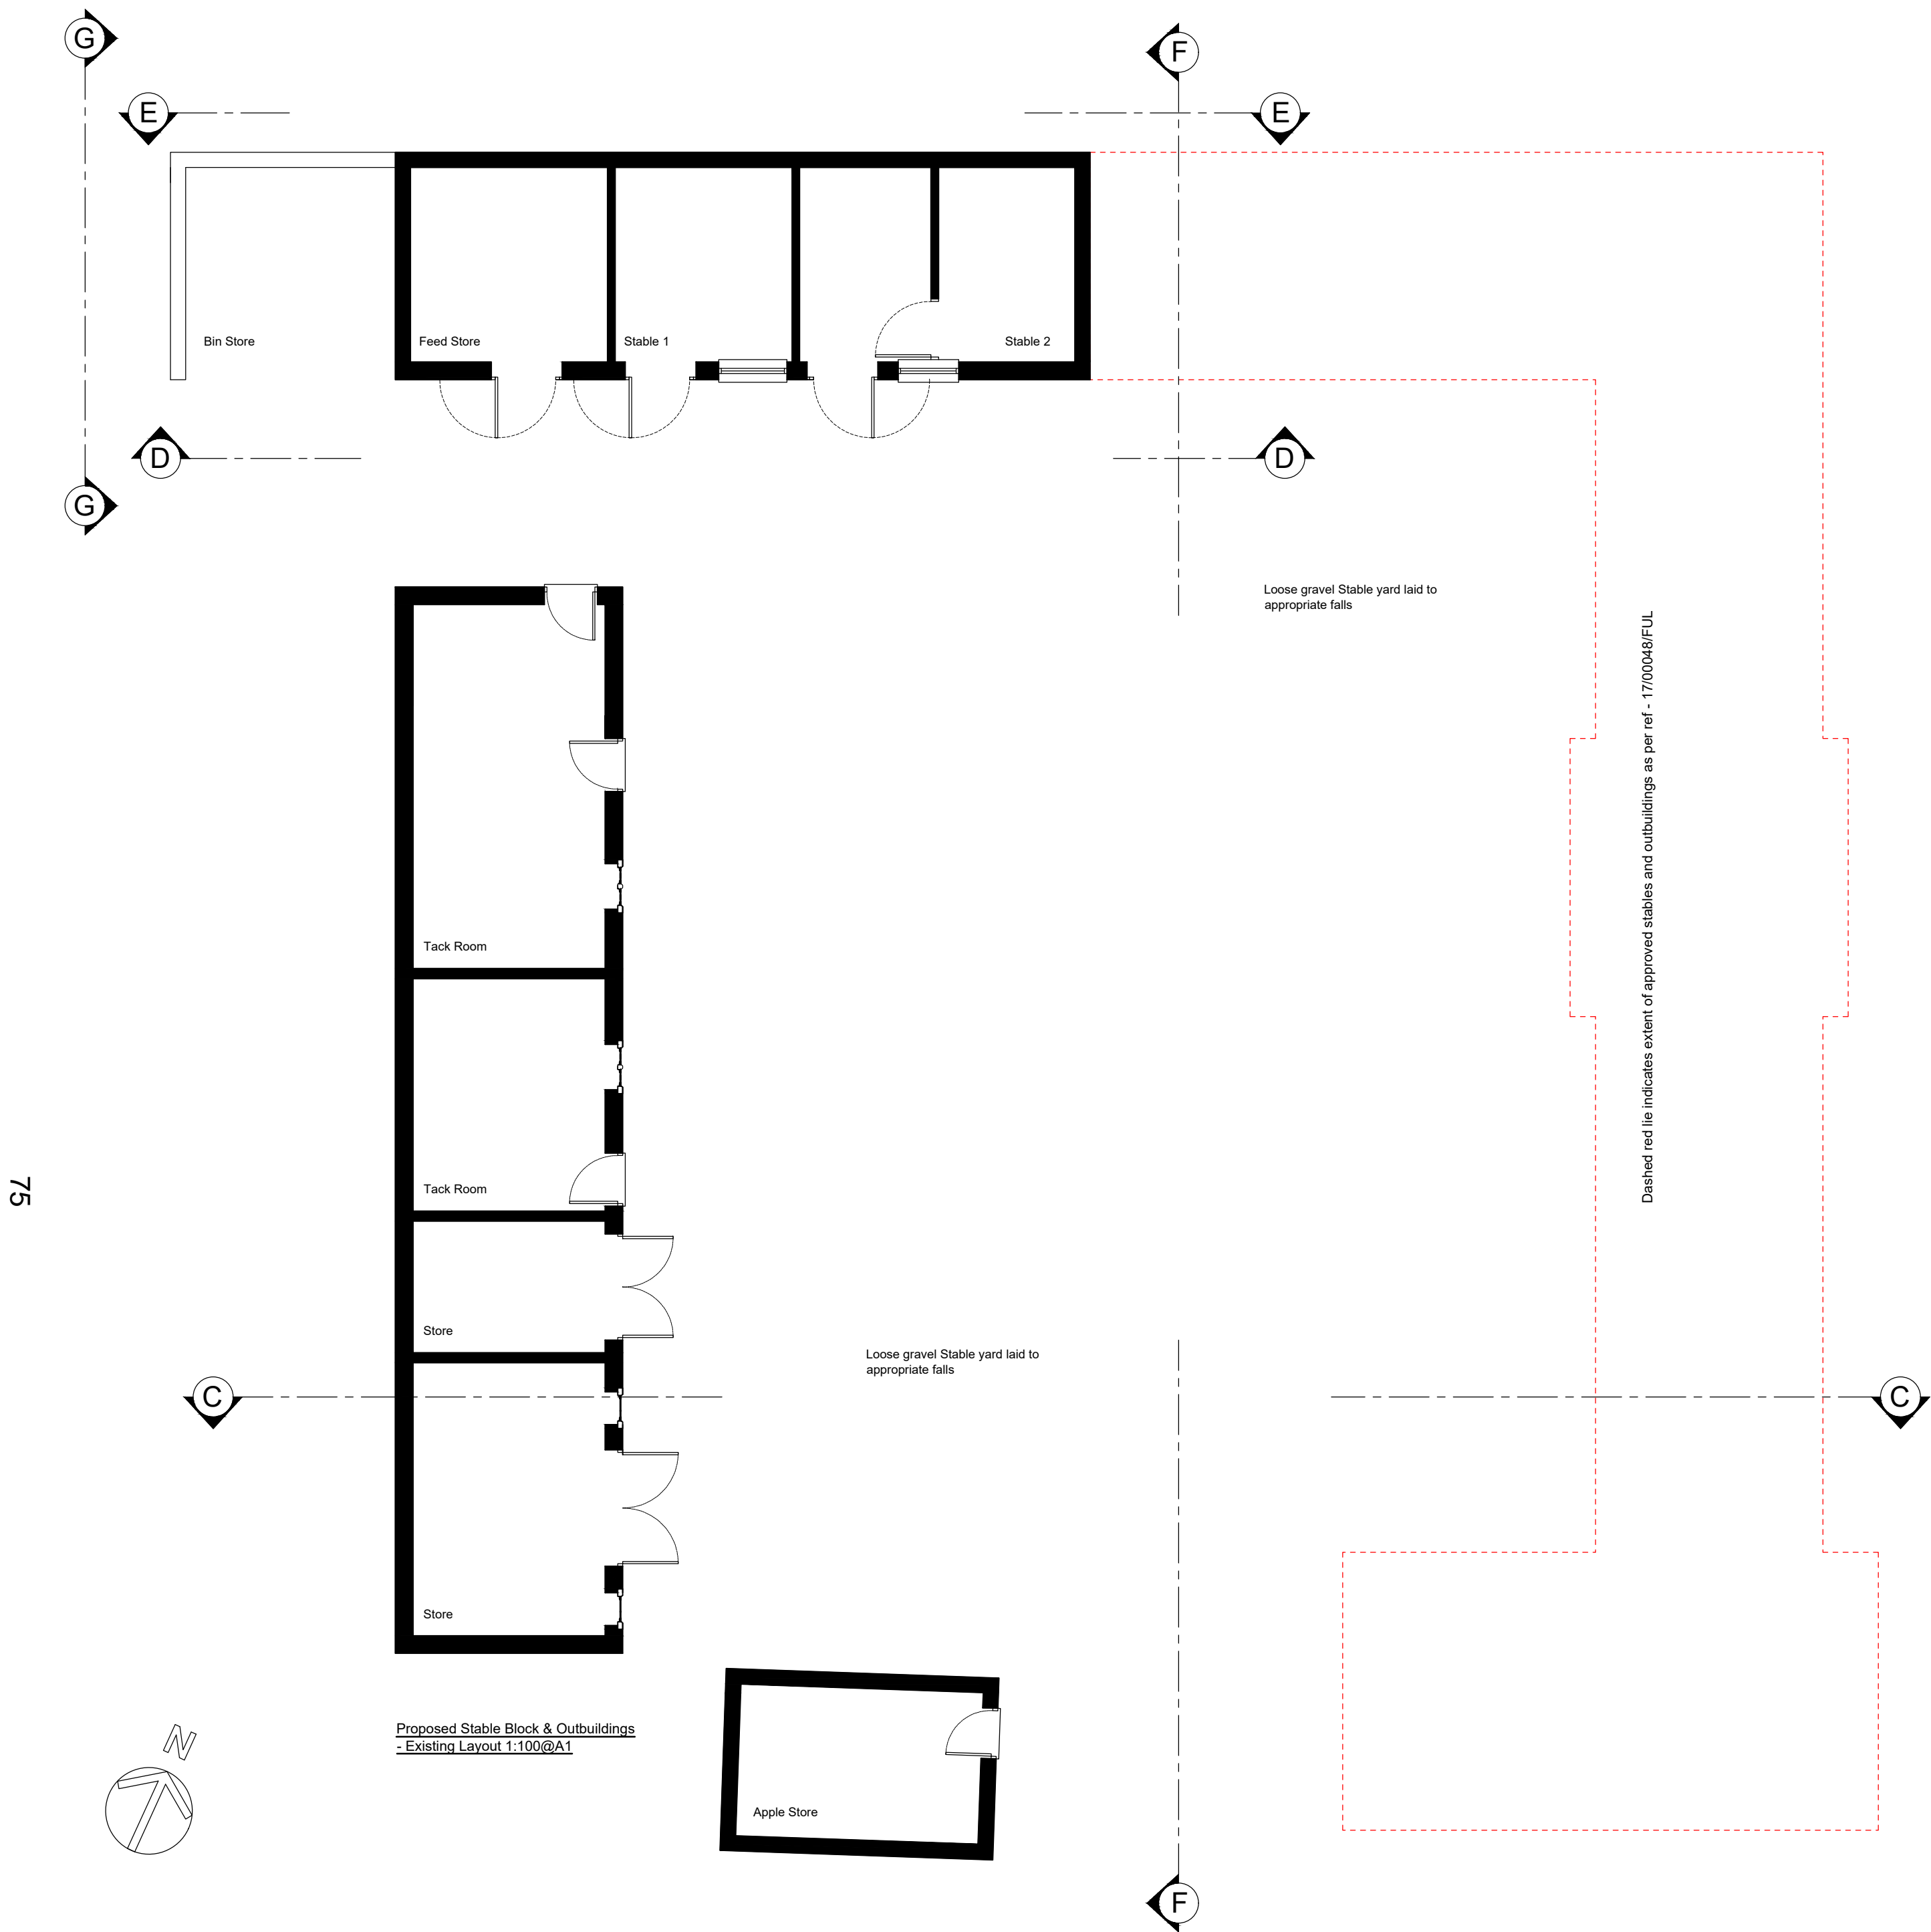 G
F
E
E
Bin Store
Feed Store
Stable 1
Stable 2
D
D
G
Loose gravel Stable yard laid to
appropriate falls
Dashed red lie indicates extent of approved stables and outbuildings as per ref - 17/00048/FUL
Tack Room
Tack Room
75
Store
Loose gravel Stable yard laid to
appropriate falls
C
C
Store
Proposed Stable Block & Outbuildings
- Existing Layout 1:100@A1
N
Apple Store
F